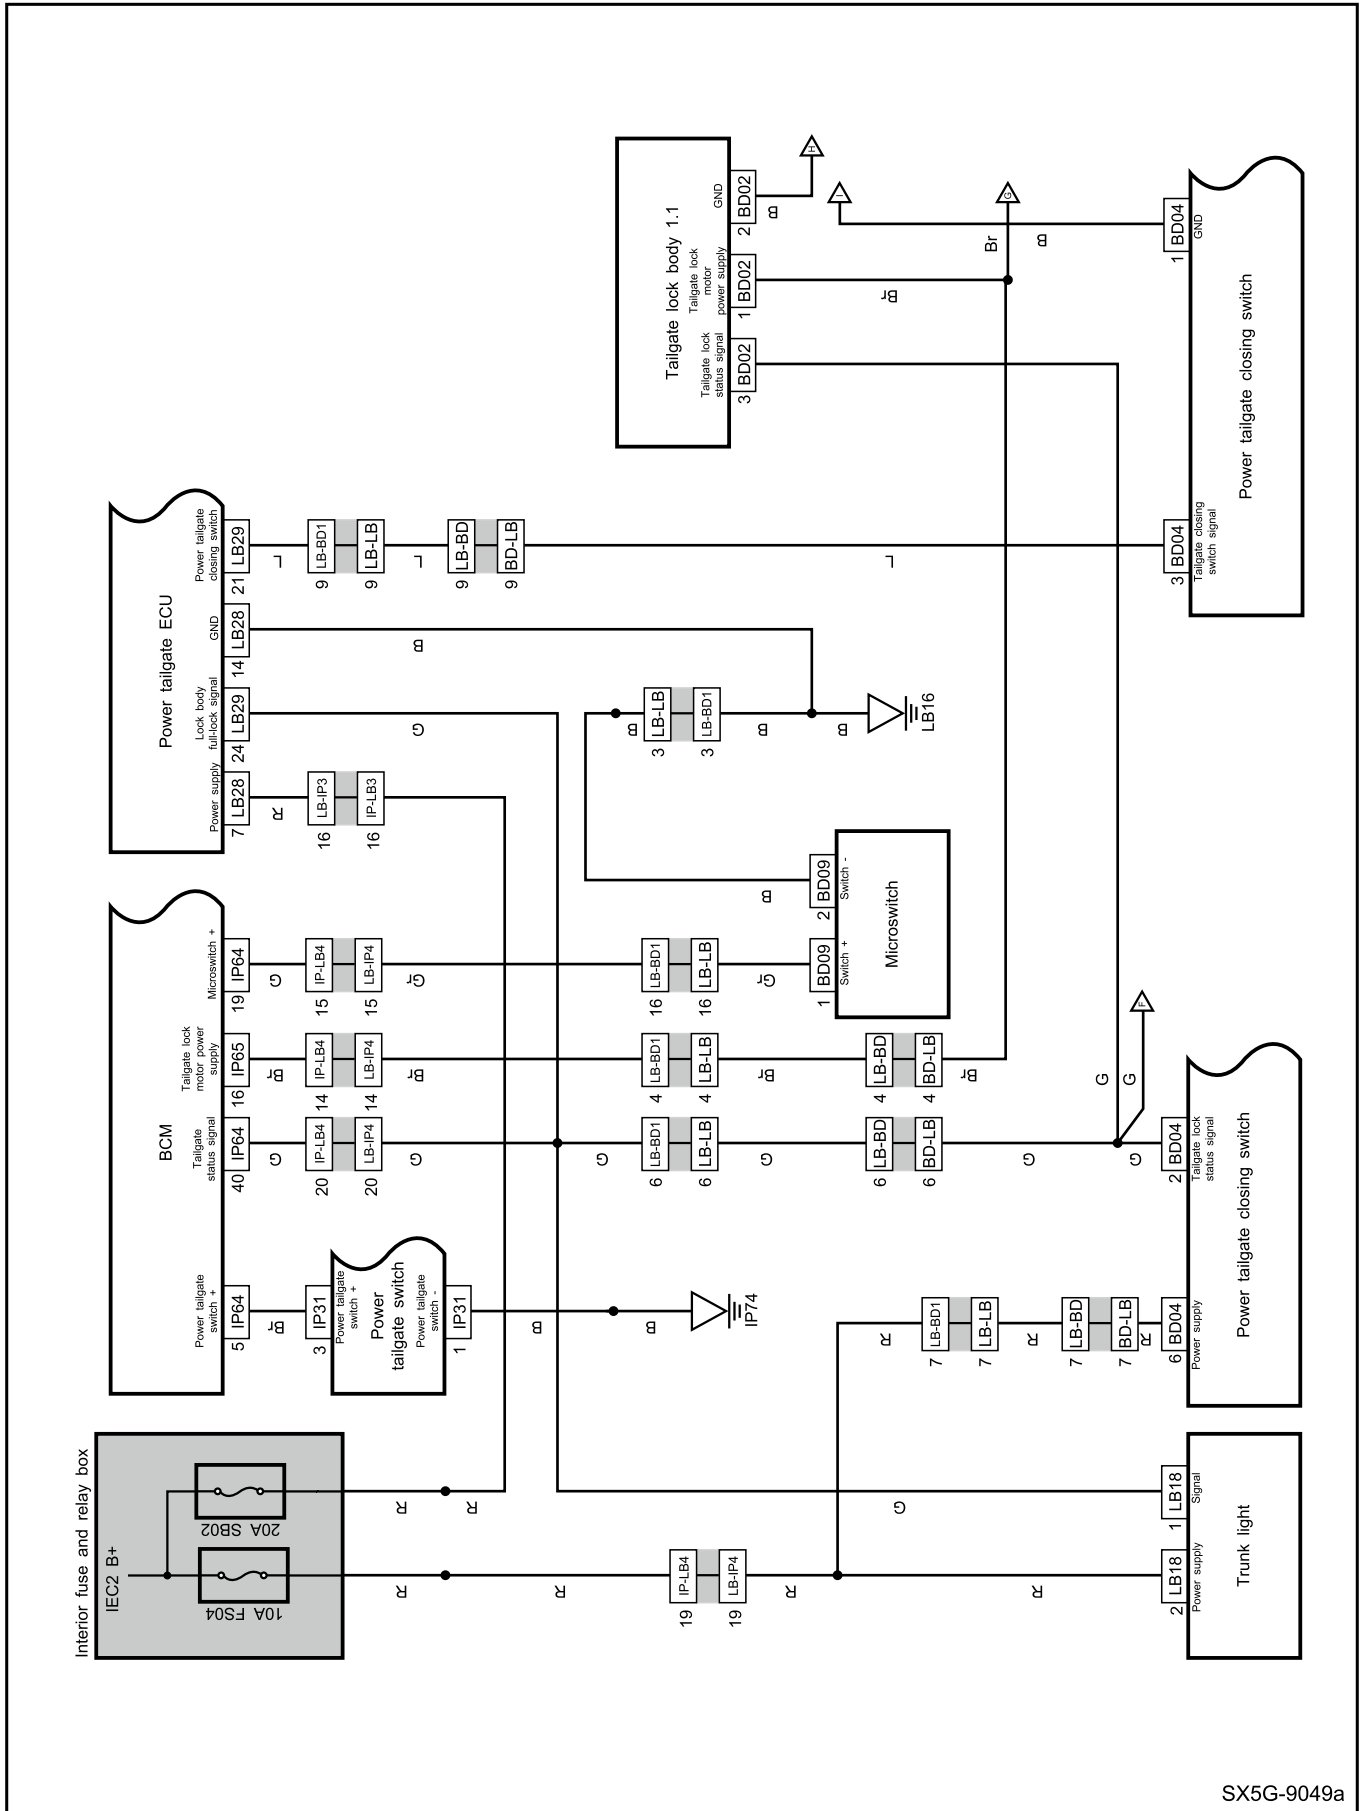 Interior fuse and relay box
IEC2 B+
20A SB02
10A FS04
R
R
R
R
IP-LB4
19
LB-IP4
19
R
R
LB18
2
Power supply
LB18
1
Signal
Trunk light
G
BCM
Power tailgate
switch +
5
IP64
Br
3
IP31
Power tailgate
switch +
Power
tailgate switch
Power tailgate
switch -
1
IP31
B
B
IP74
Tailgate
status signal
40
IP64
G
20
IP-LB4
20
LB-IP4
G
G
6
LB-BD1
6
LB-LB
G
6
LB-BD
6
BD-LB
G
G
2
BD04
Tailgate lock
status signal
Tailgate lock
motor power
supply
16
IP65
Br
14
IP-LB4
14
LB-IP4
Br
4
LB-BD1
4
LB-LB
Br
4
LB-BD
4
BD-LB
Br
Microswitch +
19
IP64
G
15
IP-LB4
15
LB-IP4
Gr
16
LB-BD1
16
LB-LB
Gr
1
BD09
Switch +
2
BD09
Switch -
Microswitch
B
R
7
LB-BD1
7
LB-LB
R
7
LB-BD
7
BD-LB
R
6
BD04
Power supply
Power tailgate closing switch
G
G
F
Power tailgate ECU
Power supply
7
LB28
R
16
LB-IP3
16
IP-LB3
Lock body
full-lock signal
24
LB29
G
GND
14
LB28
B
B
3
LB-LB
3
LB-BD1
B
B
LB16
Power tailgate
closing switch
21
LB29
L
9
LB-BD1
9
LB-LB
L
9
LB-BD
9
BD-LB
L
3
BD04
Tailgate closing
switch signal
Power tailgate closing switch
1
BD04
GND
Tailgate lock body 1.1
Tailgate lock
status signal
3
BD02
Tailgate lock
motor
power supply
1
BD02
Br
GND
2
BD02
B
H
I
G
Br
B
R
SX5G-9049a